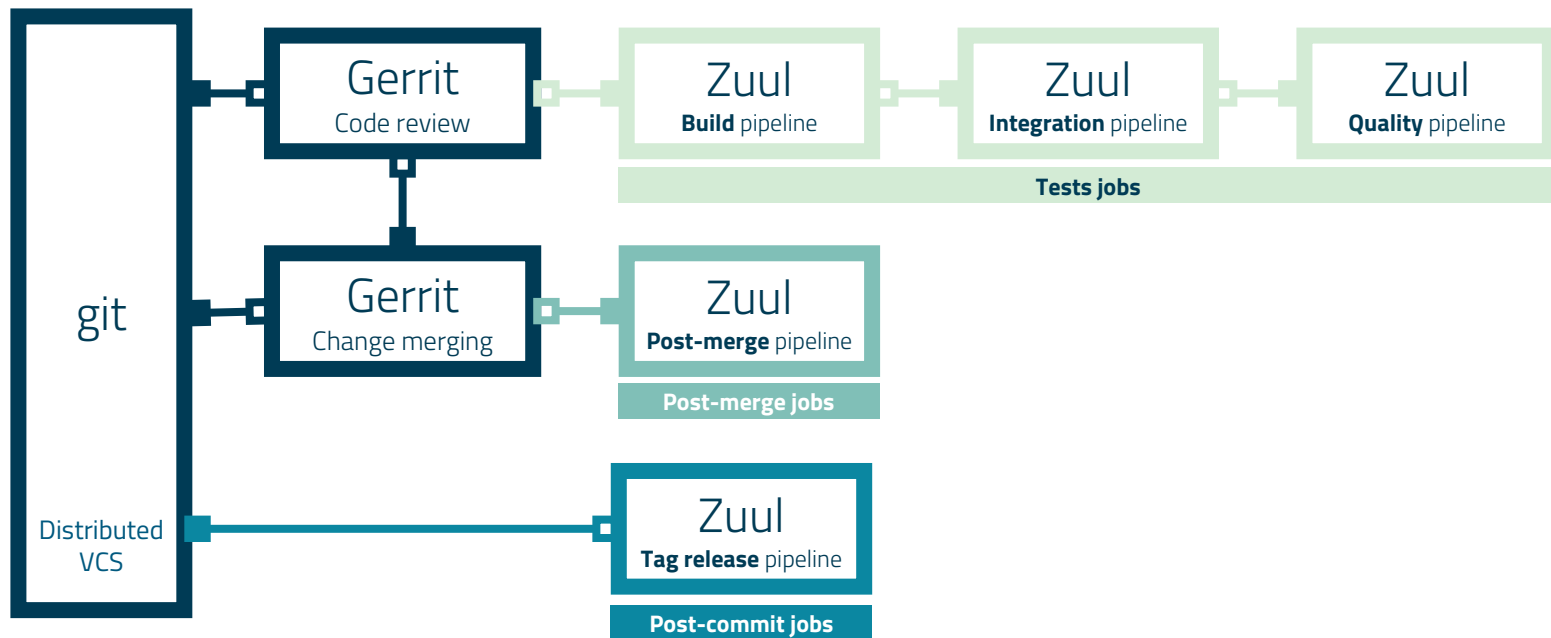 git
Distributed
VCS
Gerrit
Code review
Zuul
Build pipeline
Zuul
Integration pipeline
Zuul
Quality pipeline
Tests jobs
Gerrit
Change merging
Zuul
Post-merge pipeline
Post-merge jobs
Zuul
Tag release pipeline
Post-commit jobs